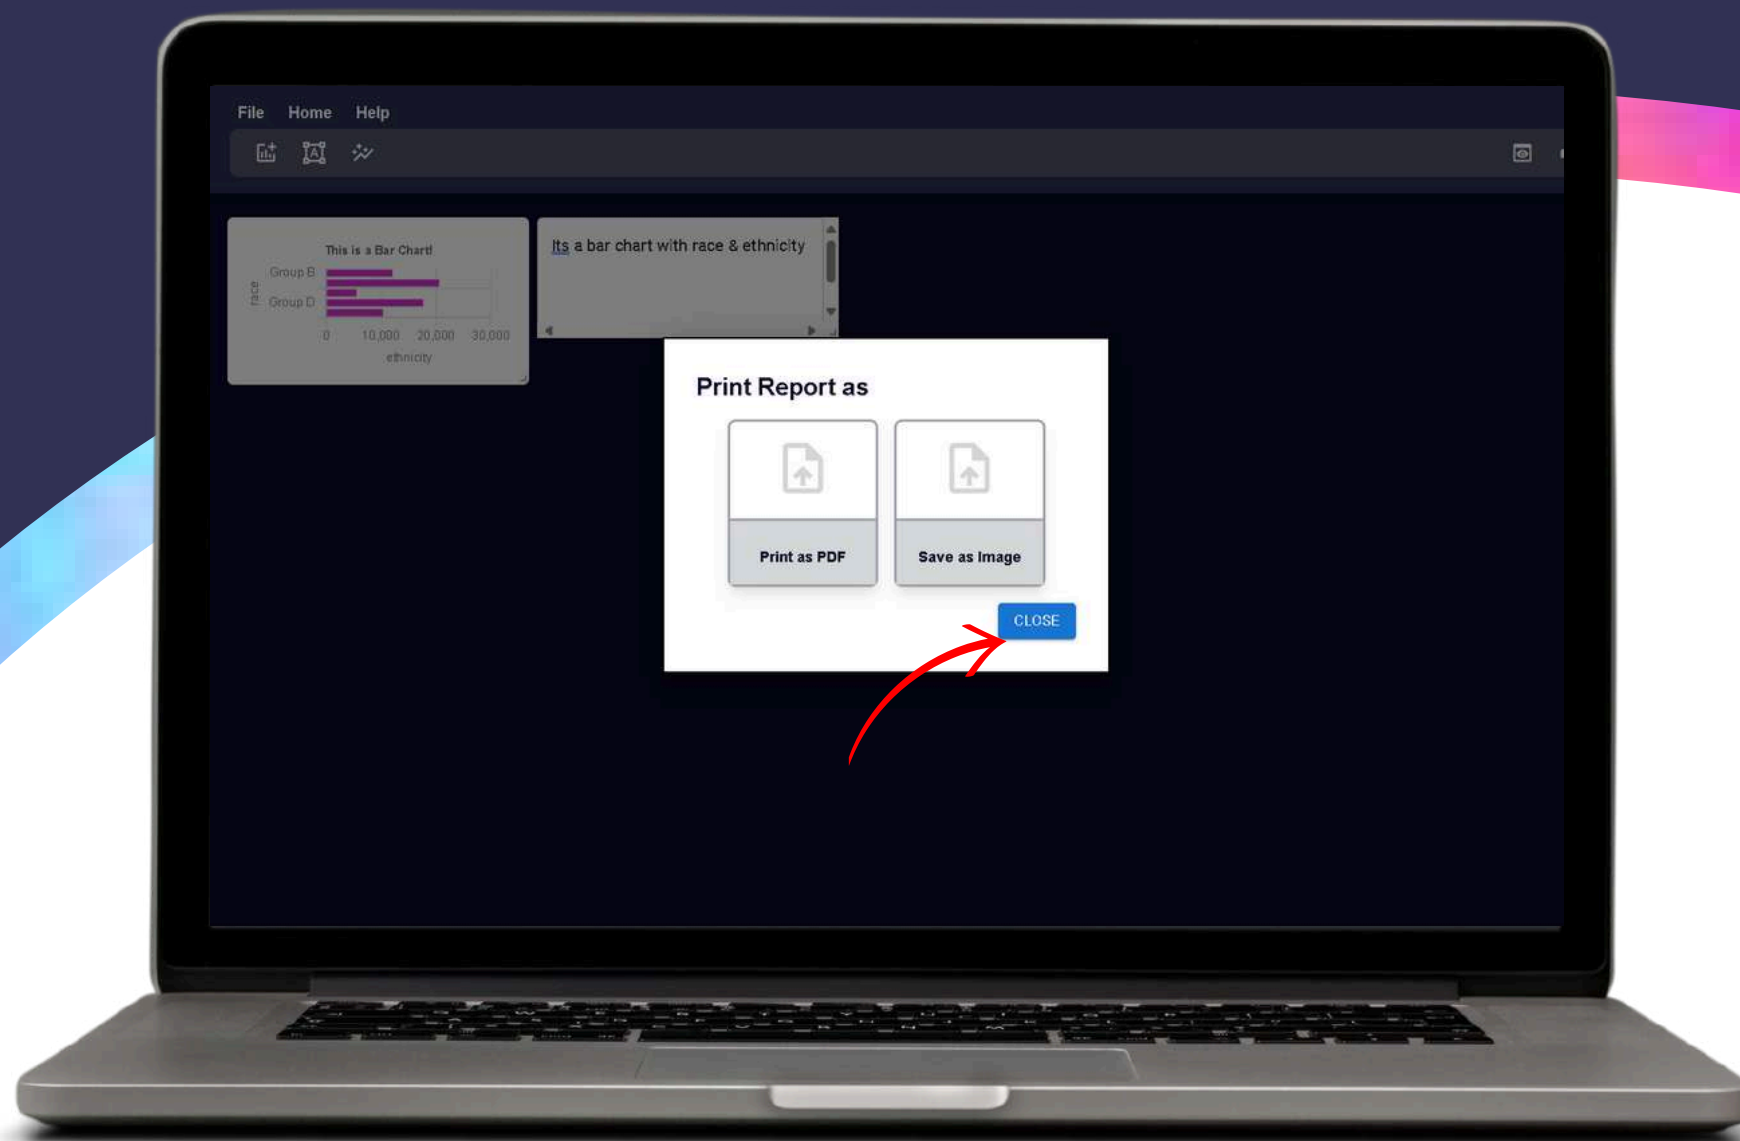 File Home Help
This is a Bar Chart!
Group B
race
Group D
0 10,000 20,000 30,000
ethnicity
Its a bar chart with race & ethnicity
Print Report as
Print as PDF
Save as Image
CLOSE